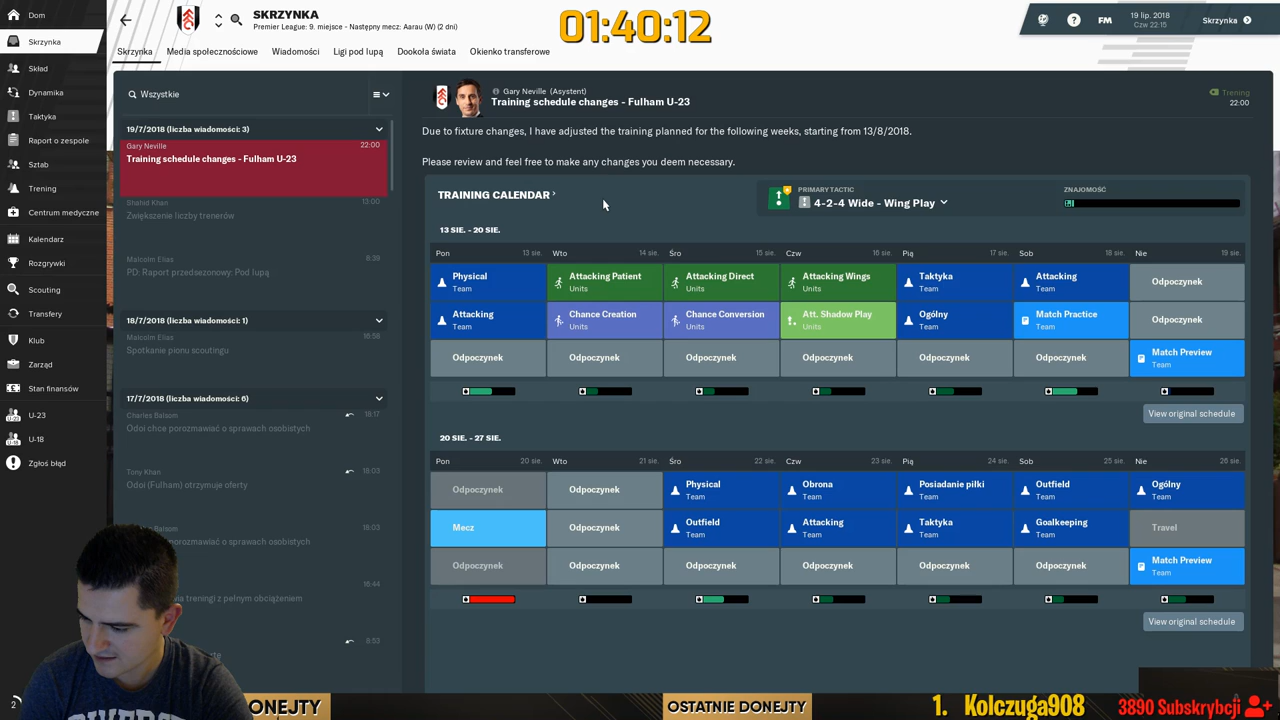 Dom
Skrzynka
Skład
Dynamika
Taktyka
Raport o zespole
Sztab
Trening
Centrum medyczne
Kalendarz
Rozgrywki
Scouting
Transfery
Klub
Zarząd
Stan finansów
U-23
U-18
Zgłoś błąd
2
SKRZYNKA
Premier League: 9. miejsce - Następny mecz: Aarau (W) (2 dni)
01:40:12
FM
19 lip. 2018
Czw 22:15
Skrzynka
Skrzynka
Media społecznościowe
Wiadomości
Ligi pod lupą
Dookoła świata
Okienko transferowe
Wszystkie
19/7/2018 (liczba wiadomości: 3)
Gary Neville 22:00
Training schedule changes - Fulham U-23
Shahid Khan 13:00
Zwiększenie liczby trenerów
Malcolm Elias 8:39
PD: Raport przedsezonowy: Pod lupą
18/7/2018 (liczba wiadomości: 1)
Malcolm Elias 16:58
Spotkanie pionu scoutingu
17/7/2018 (liczba wiadomości: 6)
Charles Balsom 18:17
Odoi chce porozmawiać o sprawach osobistych
Tony Khan 18:03
Odoi (Fulham) otrzymuje oferty
Balsom 18:03
porozmawiać o sprawach osobistych
16:44
treningi z pełnym obciążeniem
8:53
Gary Neville (Asystent)
Training schedule changes - Fulham U-23
Trening
22:00
Due to fixture changes, I have adjusted the training planned for the following weeks, starting from 13/8/2018.
Please review and feel free to make any changes you deem necessary.
TRAINING CALENDAR
PRIMARY TACTIC
4-2-4 Wide - Wing Play
ZNAJOMOŚĆ
13 SIE. - 20 SIE.
Pon 13 sie. Wto 14 sie. Śro 15 sie. Czw 16 sie. Pią 17 sie. Sob 18 sie. Nie 19 sie.
Physical Attacking Patient Attacking Direct Attacking Wings Taktyka Attacking Odpoczynek
Team Units Units Units Team Team
Attacking Chance Creation Chance Conversion Att. Shadow Play Ogólny Match Practice Odpoczynek
Team Units Units Units Team Team
Odpoczynek Odpoczynek Odpoczynek Odpoczynek Odpoczynek Odpoczynek Match Preview
Team
View original schedule
20 SIE. - 27 SIE.
Pon 20 sie. Wto 21 sie. Śro 22 sie. Czw 23 sie. Pią 24 sie. Sob 25 sie. Nie 26 sie.
Odpoczynek Odpoczynek Physical Obrona Posiadanie piłki Outfield Ogólny
Team Team Team Team Team
Mecz Odpoczynek Outfield Attacking Taktyka Goalkeeping Travel
Team Team Team Team
Odpoczynek Odpoczynek Odpoczynek Odpoczynek Odpoczynek Odpoczynek Match Preview
Team
View original schedule
DONEJTY
OSTATNIE DONEJTY
1. Kolczuga908
3890 Subskrybcji